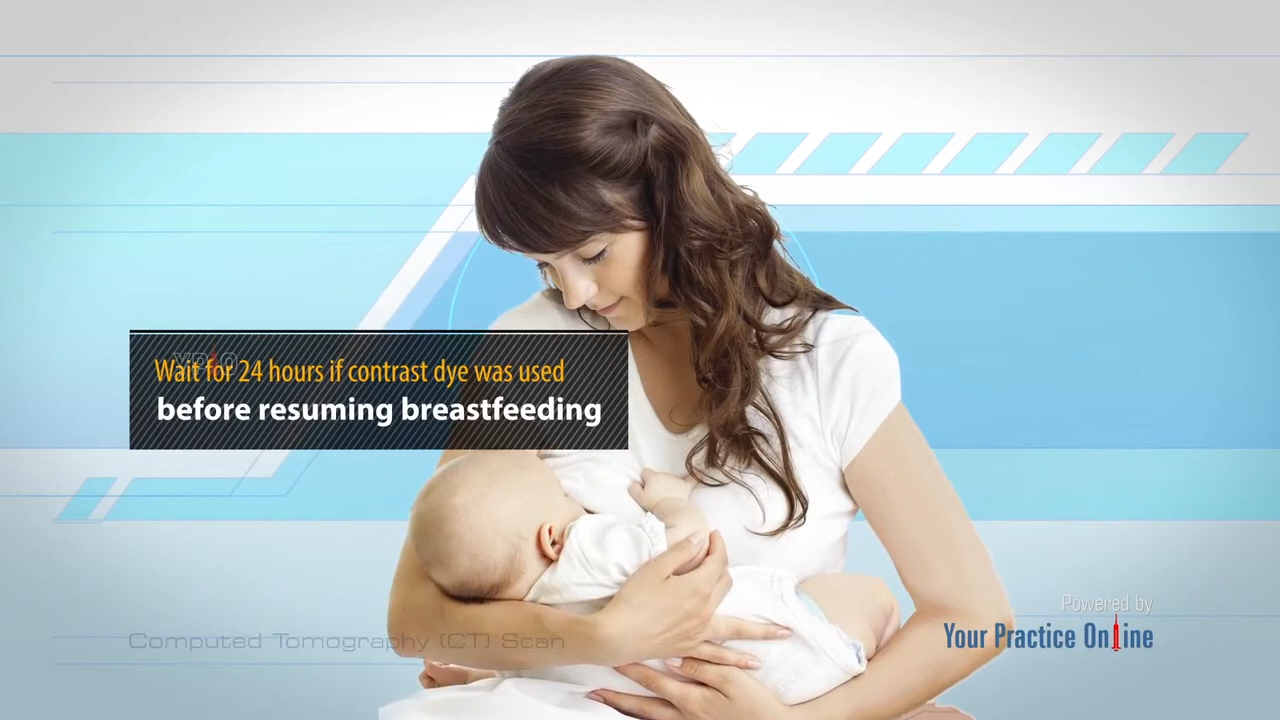 Wait for 24 hours if contrast dye was used
before resuming breastfeeding
Powered by
Your Practice Online
Computed Tomography (CT) Scan